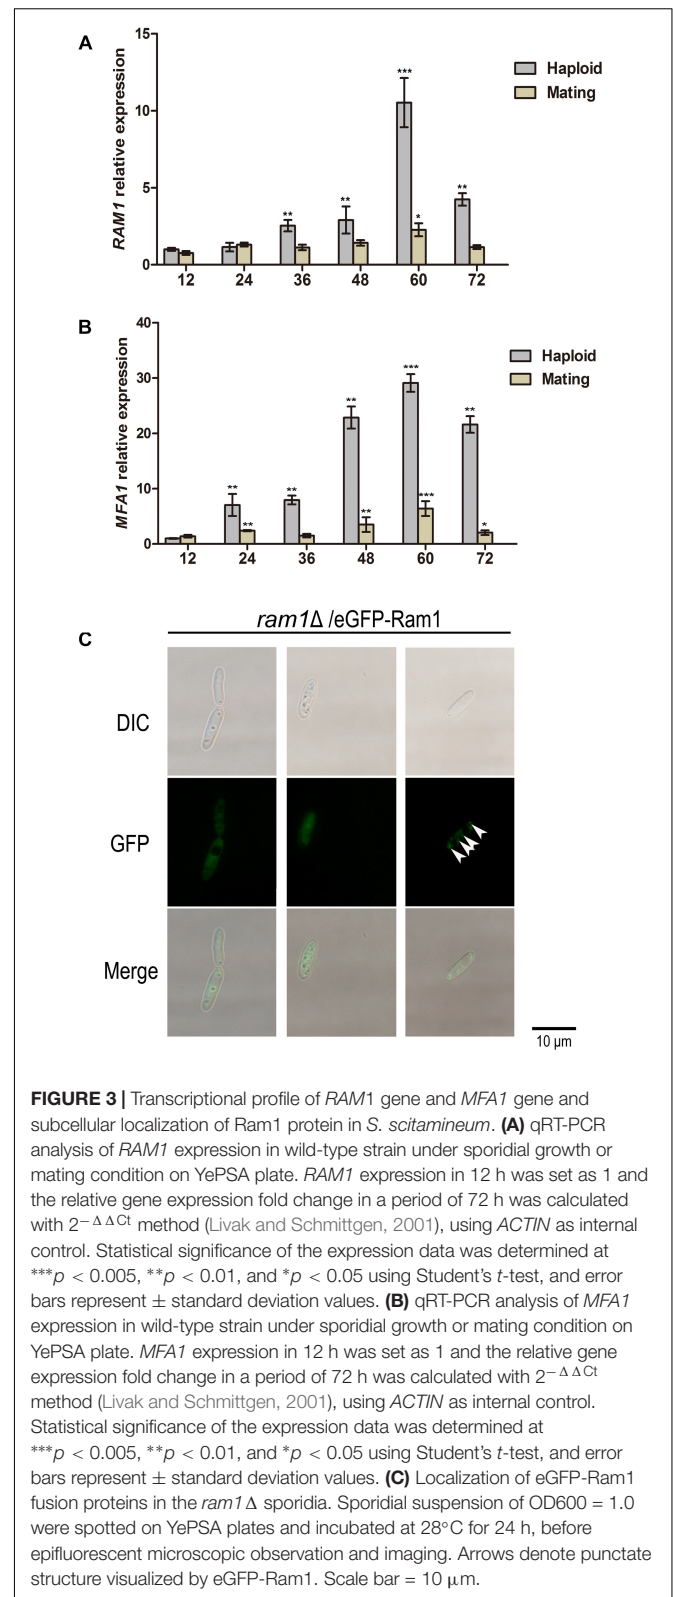 A
15
10
5
0
RAM1 relative expression
Haploid
Mating
** ** *** * **
12 24 36 48 60 72
B
40
30
20
10
0
MFA1 relative expression
Haploid
Mating
** ** ** ** ** *** *** ** *
12 24 36 48 60 72
C
ram1Δ /eGFP-Ram1
DIC
GFP
Merge
10 μm
FIGURE 3 | Transcriptional profile of RAM1 gene and MFA1 gene and
subcellular localization of Ram1 protein in S. scitamineum. (A) qRT-PCR
analysis of RAM1 expression in wild-type strain under sporidial growth or
mating condition on YePSA plate. RAM1 expression in 12 h was set as 1 and
the relative gene expression fold change in a period of 72 h was calculated
with 2−ΔΔCt method (Livak and Schmittgen, 2001), using ACTIN as internal
control. Statistical significance of the expression data was determined at
***p < 0.005, **p < 0.01, and *p < 0.05 using Student's t-test, and error
bars represent ± standard deviation values. (B) qRT-PCR analysis of MFA1
expression in wild-type strain under sporidial growth or mating condition on
YePSA plate. MFA1 expression in 12 h was set as 1 and the relative gene
expression fold change in a period of 72 h was calculated with 2−ΔΔCt
method (Livak and Schmittgen, 2001), using ACTIN as internal control.
Statistical significance of the expression data was determined at
***p < 0.005, **p < 0.01, and *p < 0.05 using Student's t-test, and error
bars represent ± standard deviation values. (C) Localization of eGFP-Ram1
fusion proteins in the ram1Δ sporidia. Sporidial suspension of OD600 = 1.0
were spotted on YePSA plates and incubated at 28°C for 24 h, before
epifluorescent microscopic observation and imaging. Arrows denote punctate
structure visualized by eGFP-Ram1. Scale bar = 10 μm.